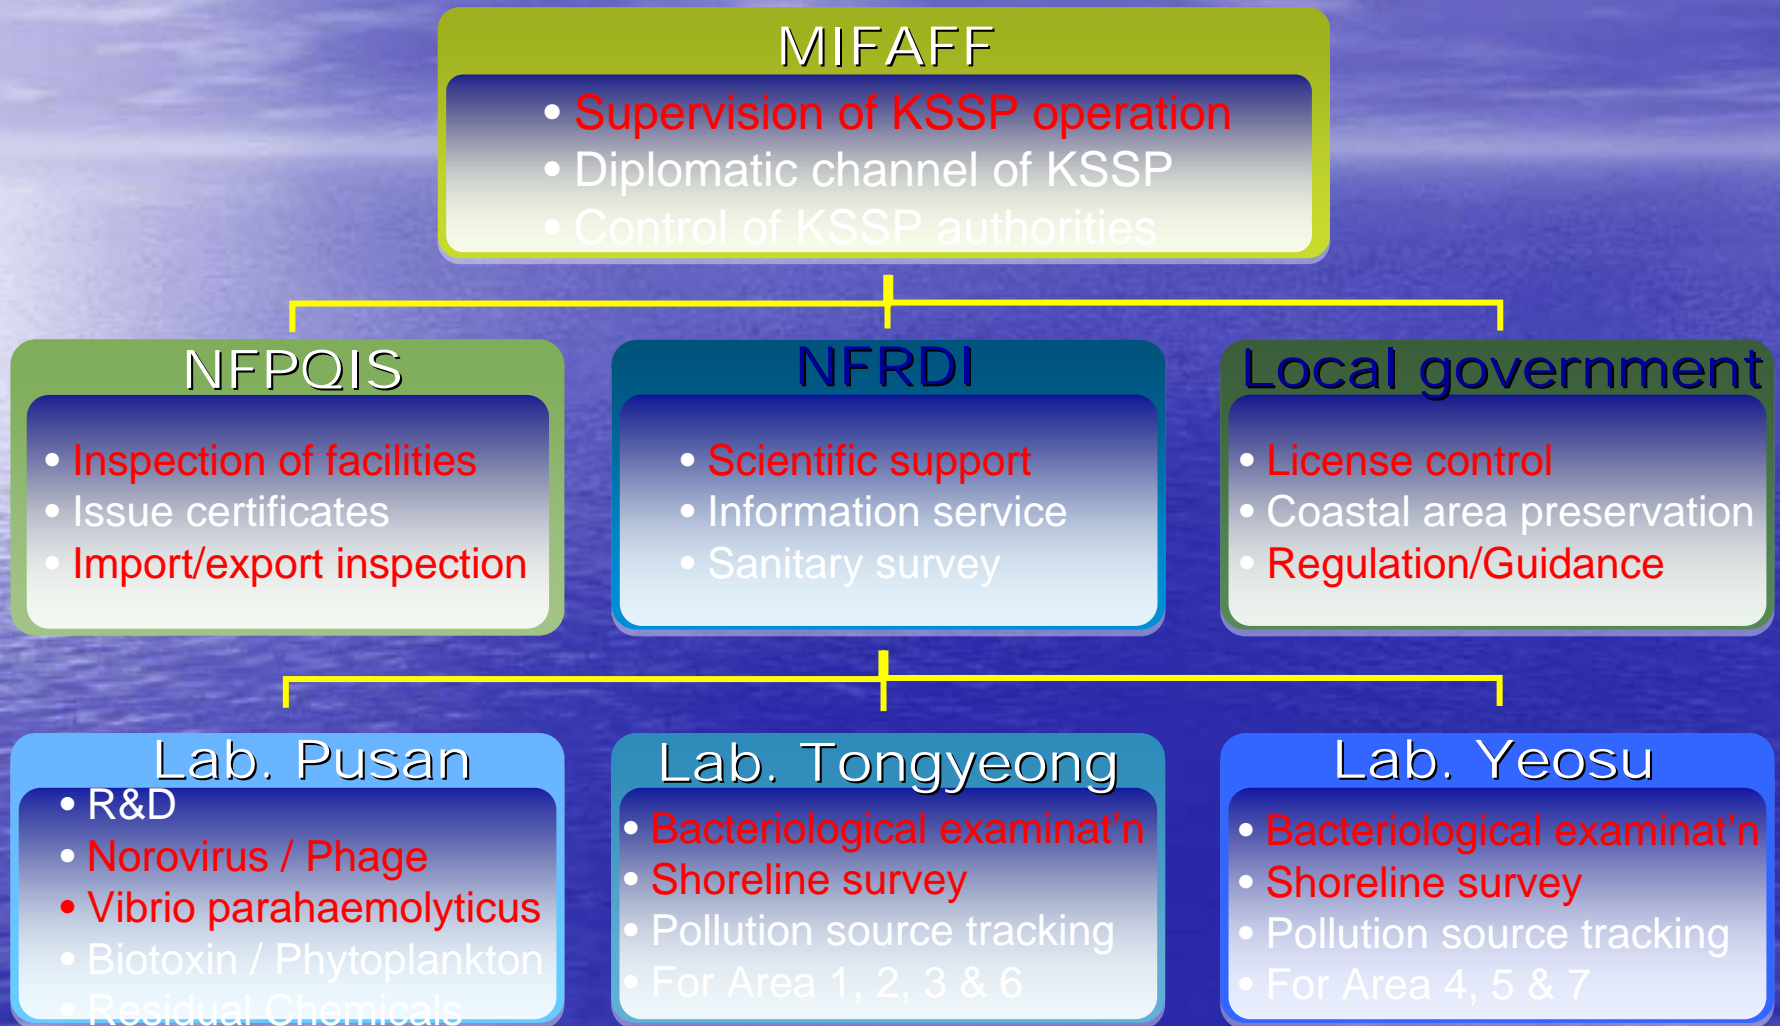 MIFAFF
• Supervision of KSSP operation
• Diplomatic channel of KSSP
• Control of KSSP authorities
NFPQIS
• Inspection of facilities
• Issue certificates
• Import/export inspection
NFRDI
• Scientific support
• Information service
• Sanitary survey
Local government
• License control
• Coastal area preservation
• Regulation/Guidance
Lab. Pusan
• R&D
• Norovirus / Phage
• Vibrio parahaemolyticus
• Biotoxin / Phytoplankton
• Residual Chemicals
Lab. Tongyeong
• Bacteriological examinat'n
• Shoreline survey
• Pollution source tracking
• For Area 1, 2, 3 & 6
Lab. Yeosu
• Bacteriological examinat'n
• Shoreline survey
• Pollution source tracking
• For Area 4, 5 & 7